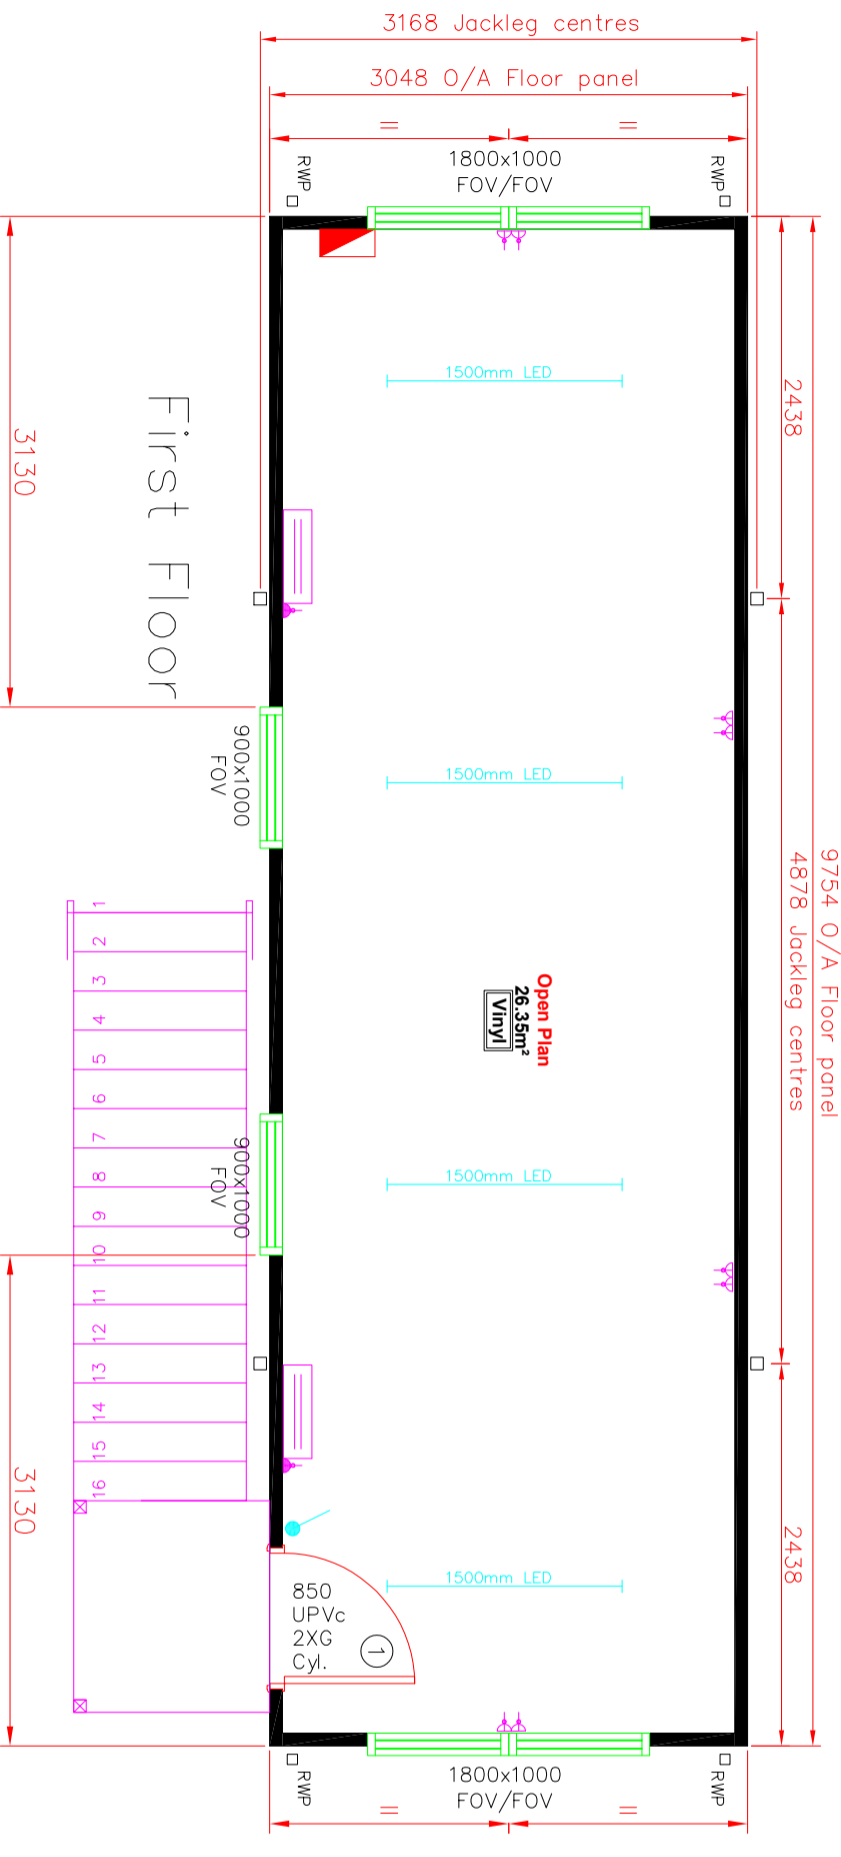 3168 Jackleg centres
3048 O/A Floor panel
=
=
RWP
1800x1000
FOV/FOV
RWP
1500mm LED
2438
3130
First Floor
900x1000
FOV
1500mm LED
9754 O/A Floor panel
4878 Jackleg centres
Open Plan
26.35m²
Vinyl
1
2
3
4
5
6
7
8
9
10
11
12
13
14
15
16
900x1000
FOV
1500mm LED
3130
2438
1500mm LED
850
UPVc
2XG
Cyl.
1
RWP
1800x1000
FOV/FOV
RWP
=
=